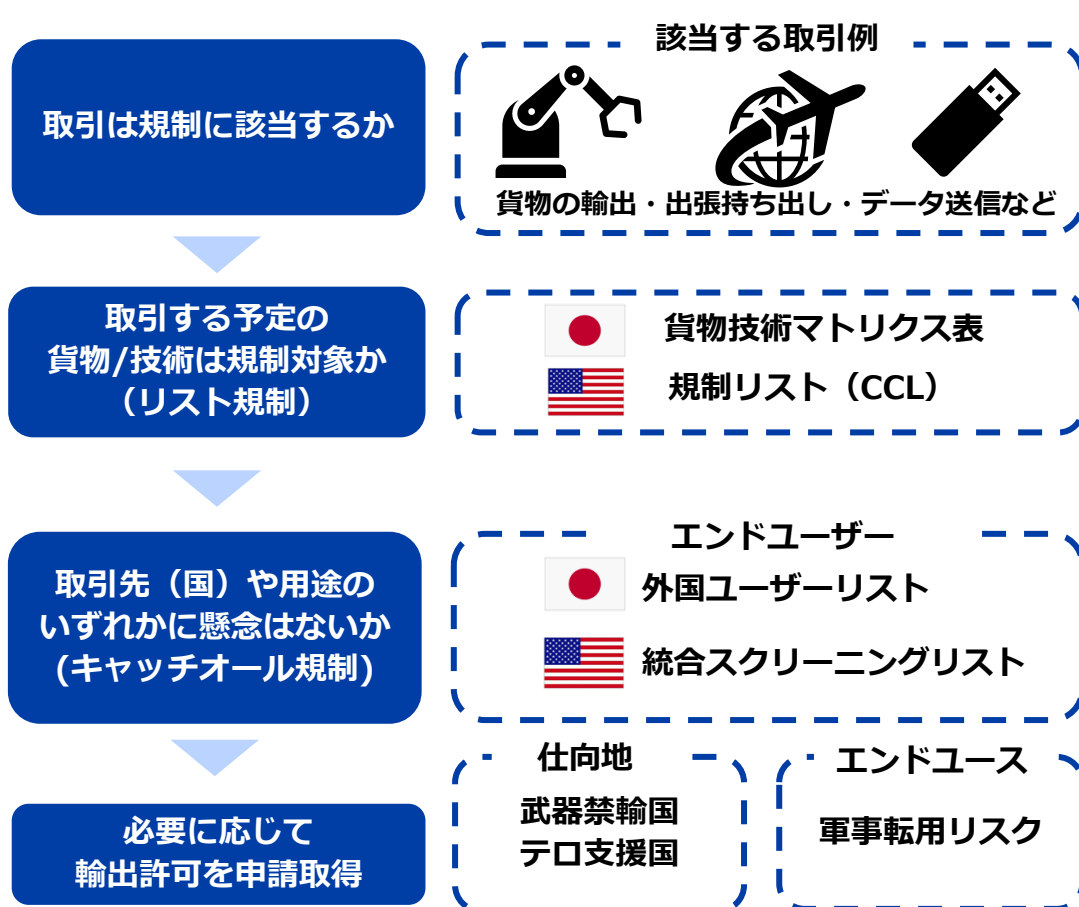 取引は規制に該当するか
該当する取引例
貨物の輸出・出張持ち出し・データ送信など
取引する予定の
貨物/技術は規制対象か
（リスト規制）
貨物技術マトリクス表
規制リスト（CCL）
取引先（国）や用途の
いずれかに懸念はないか
(キャッチオール規制)
エンドユーザー
外国ユーザーリスト
統合スクリーニングリスト
必要に応じて
輸出許可を申請取得
仕向地
武器禁輸国
テロ支援国
エンドユース
軍事転用リスク